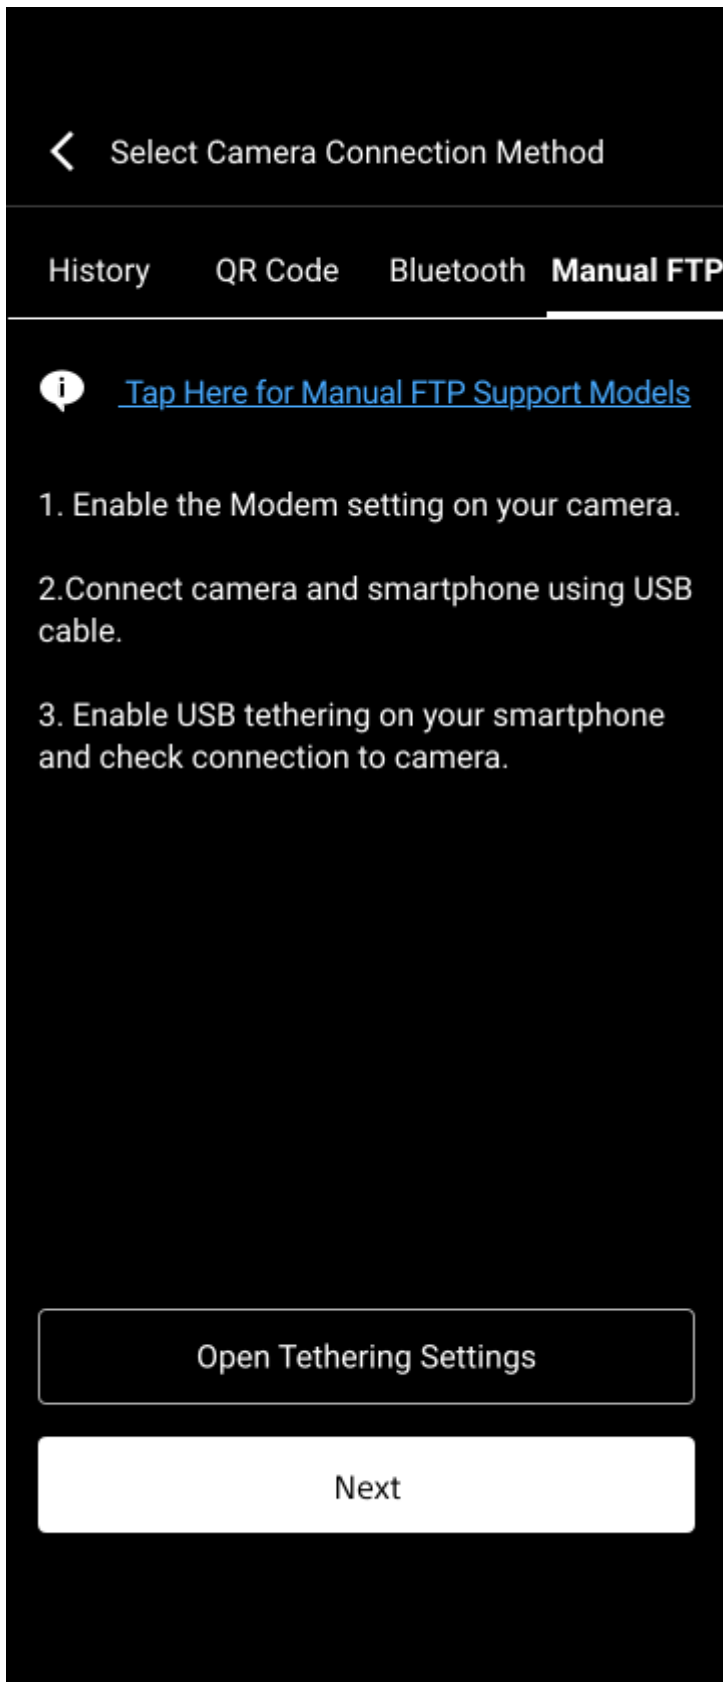 Select Camera Connection Method
History QR Code Bluetooth Manual FTP
i
Tap Here for Manual FTP Support Models
1. Enable the Modem setting on your camera.
2.Connect camera and smartphone using USB
cable.
3. Enable USB tethering on your smartphone
and check connection to camera.
Open Tethering Settings
Next